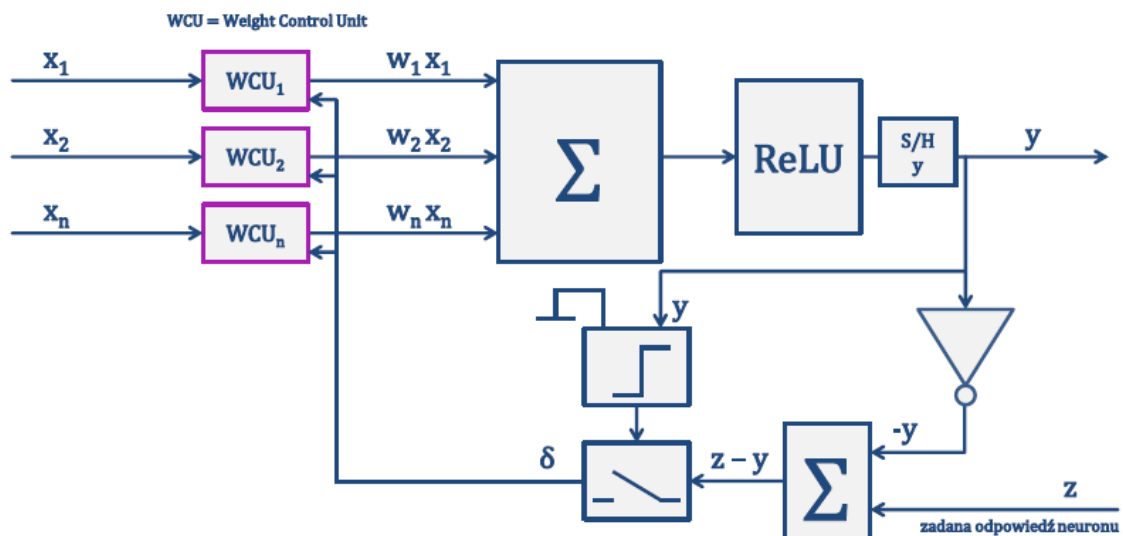 WCU = Weight Control Unit
x₁
WCU₁
w₁ x₁
x₂
WCU₂
w₂ x₂
xₙ
WCUₙ
wₙ xₙ
Σ
ReLU
S/H
y
y
y
-y
δ
z – y
Σ
z
zadana odpowiedź neuronu